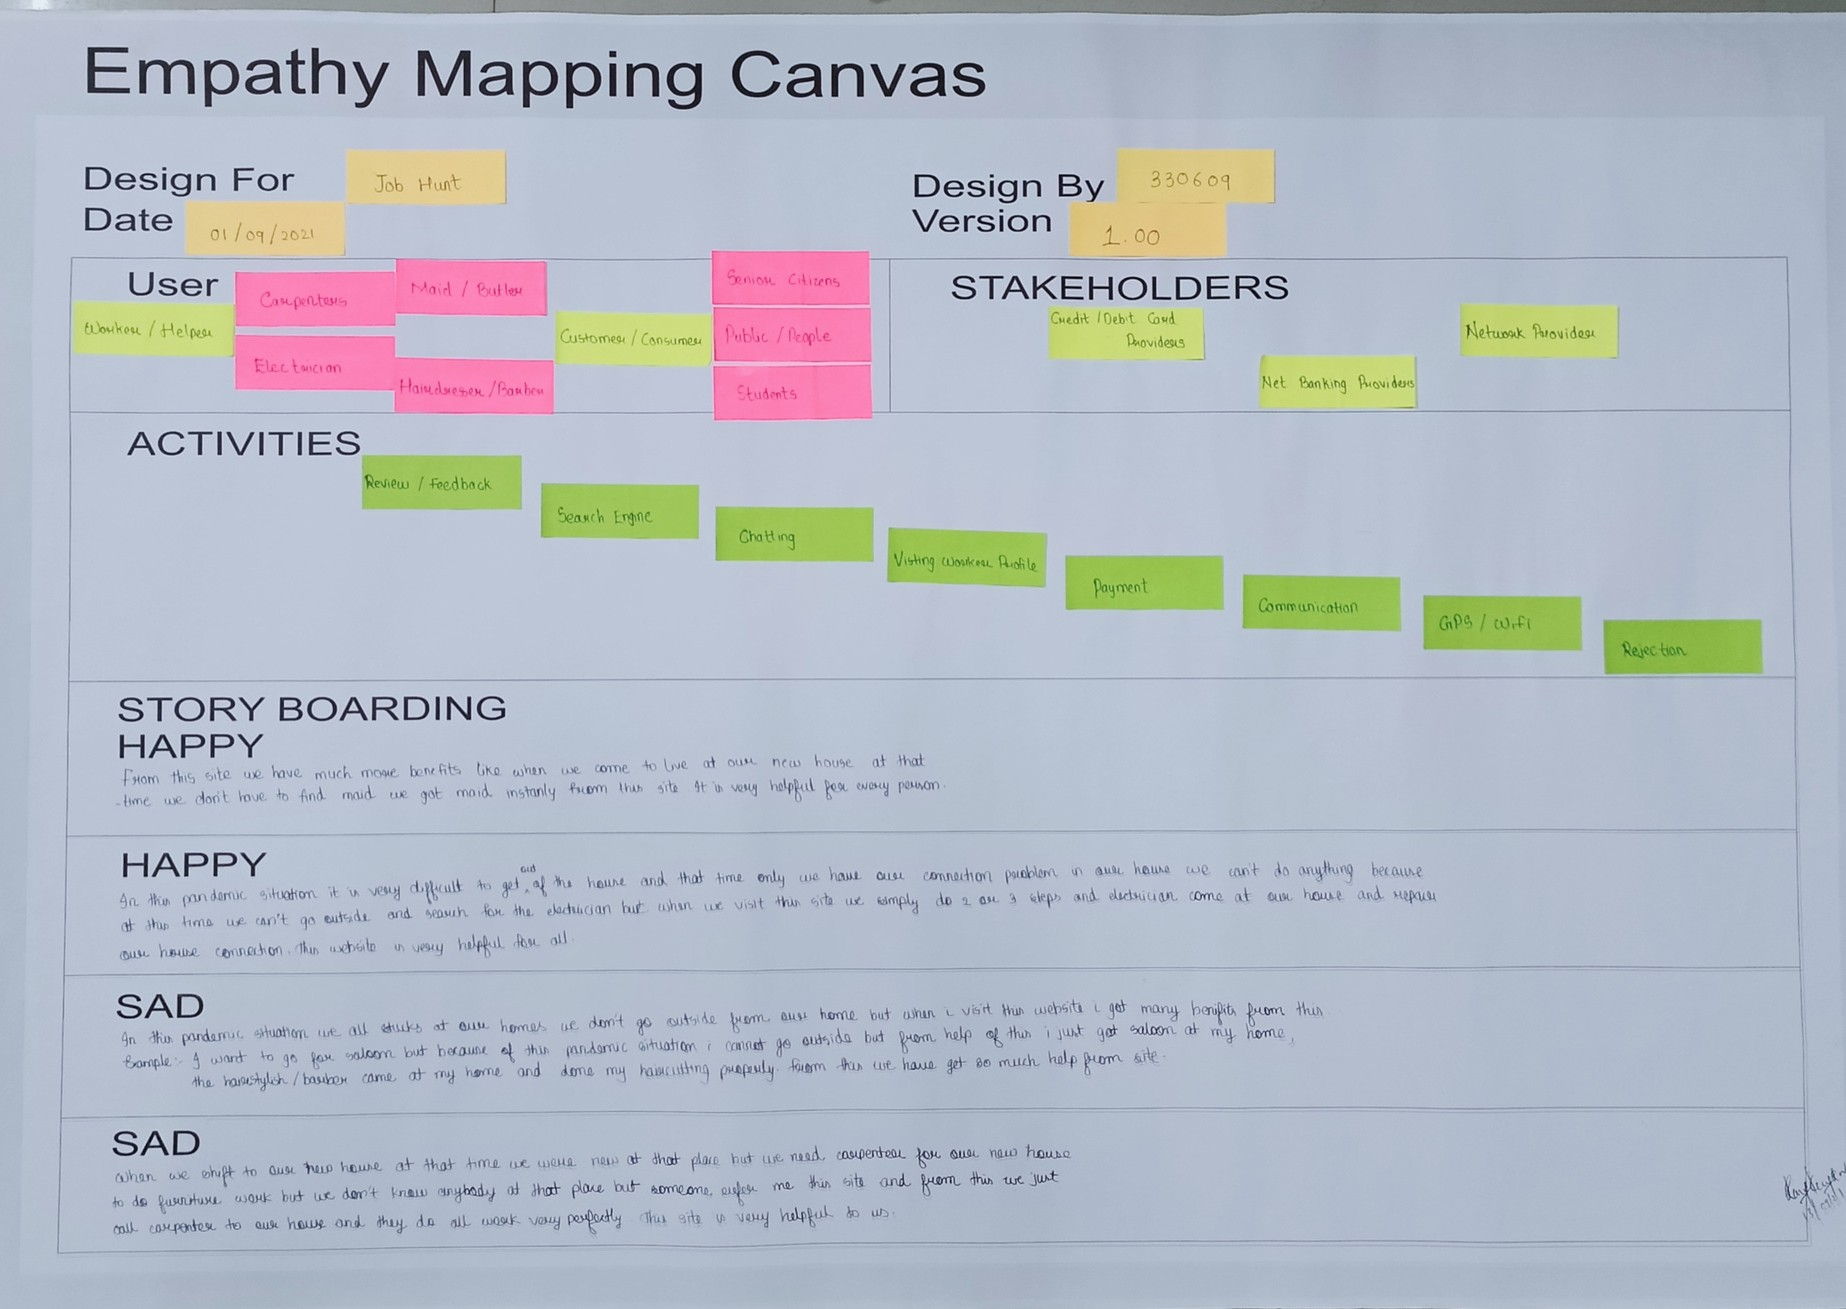 Empathy Mapping Canvas
Design For
Job Hunt
Design By
330609
Date
01/09/2021
Version
1.00
User
Worker / Helper
Carpenters
Electrician
Maid / Butler
Hairdresser / Barber
Customer / Consumer
Senior Citizens
Public / People
Students
STAKEHOLDERS
Credit / Debit Card
Providers
Net Banking Providers
Network Provider
ACTIVITIES
Review / Feedback
Search Engine
Chatting
Visting Worker Profile
Payment
Communication
GPS / Wifi
Rejection
STORY BOARDING
HAPPY
From this site we have much more benefits like when we come to live at our new house at that
time we don't have to find maid we got maid instanly from this site It is very helpful for every person.
HAPPY
In this pandemic situation it is very difficult to get out of the house and that time only we have our connection problem in our house we can't do anything because
at this time we can't go outside and search for the electrician but when we visit this site we simply do 2 or 3 steps and electrician come at our house and repair
our house connection. This website is very helpful for all.
SAD
In this pandemic situation we all stucks at our homes we don't go outside from our home but when i visit this website i got many benifits from this.
Example:- I want to go for saloon but because of this pandemic situation i cannot go outside but from help of this i just got saloon at my home,
the hairstylish / barber came at my home and done my haircutting properly. from this we have get so much help from site.
SAD
When we shift to our new house at that time we were new at that place but we need carpenter for our new house
to do furniture work but we don't know anybody at that place but someone, refer me this site and from this we just
call carpenter to our house and they do all work very perfectly This site is very helpful to us.